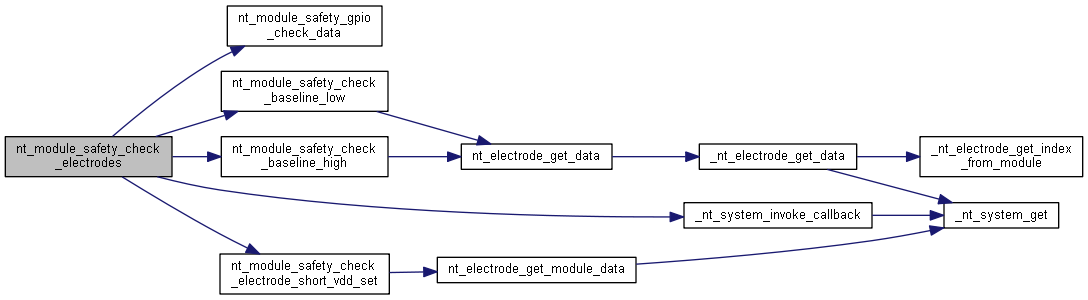 nt_module_safety_gpio
_check_data
nt_module_safety_check
_baseline_low
nt_module_safety_check
_electrodes
nt_module_safety_check
_baseline_high
nt_electrode_get_data
_nt_electrode_get_data
_nt_electrode_get_index
_from_module
_nt_system_invoke_callback
_nt_system_get
nt_module_safety_check
_electrode_short_vdd_set
nt_electrode_get_module_data